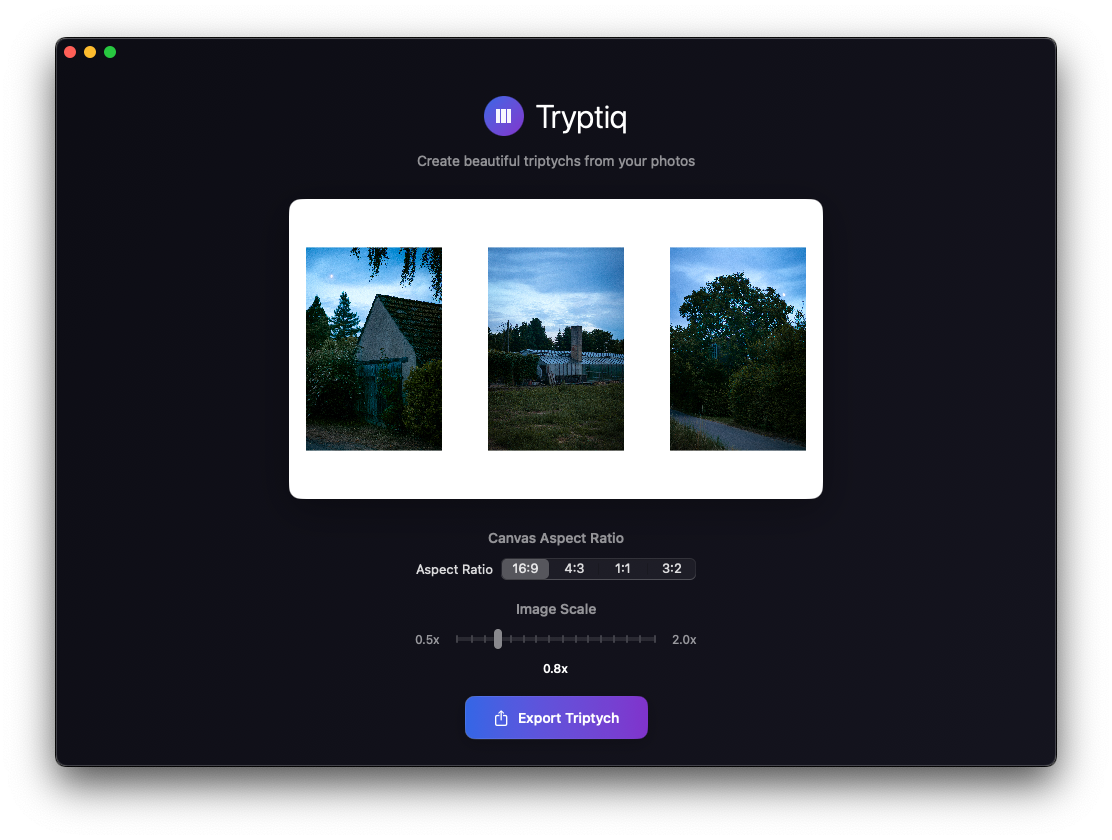 Tryptiq
Create beautiful triptychs from your photos
Canvas Aspect Ratio
Aspect Ratio 16:9 4:3 1:1 3:2
Image Scale
0.5x 2.0x
0.8x
Export Triptych